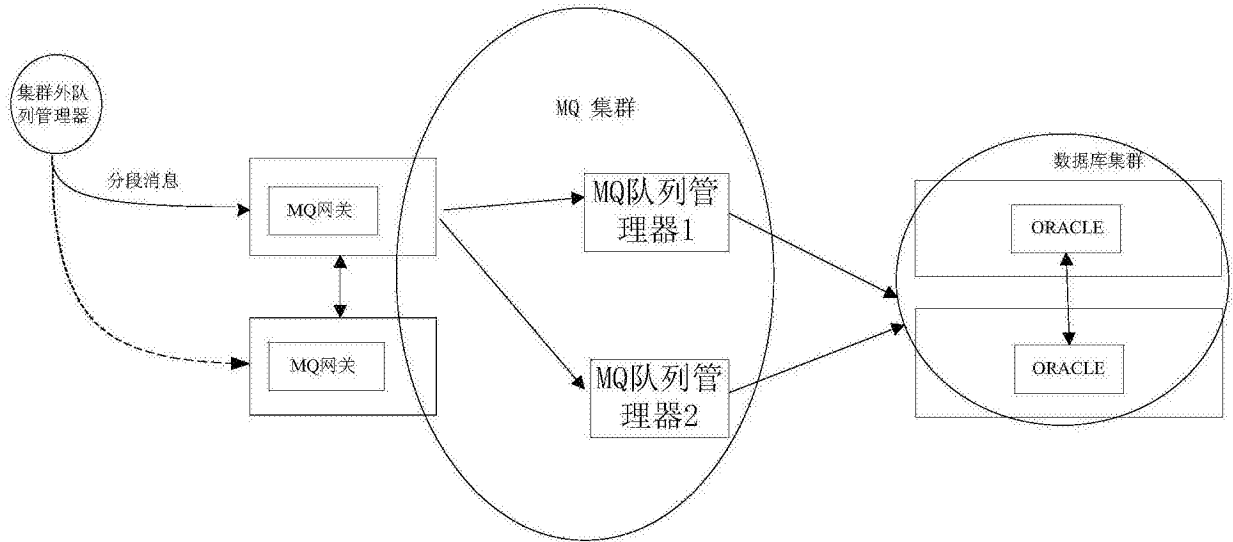 集群外队
列管理器
分段消息
MQ网关
MQ网关
MQ 集群
MQ队列管
理器1
MQ队列管
理器2
数据库集群
ORACLE
ORACLE